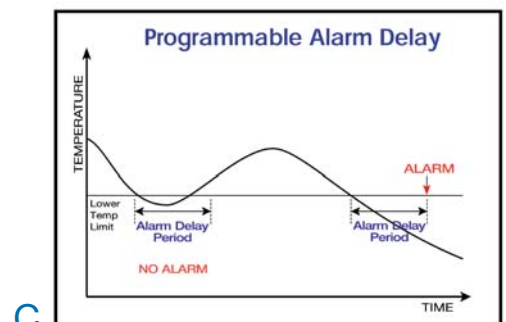 Programmable Alarm Delay
TEMPERATURE
ALARM
Lower
Temp
Limit
Alarm Delay
Period
Alarm Delay
Period
NO ALARM
TIME
C.